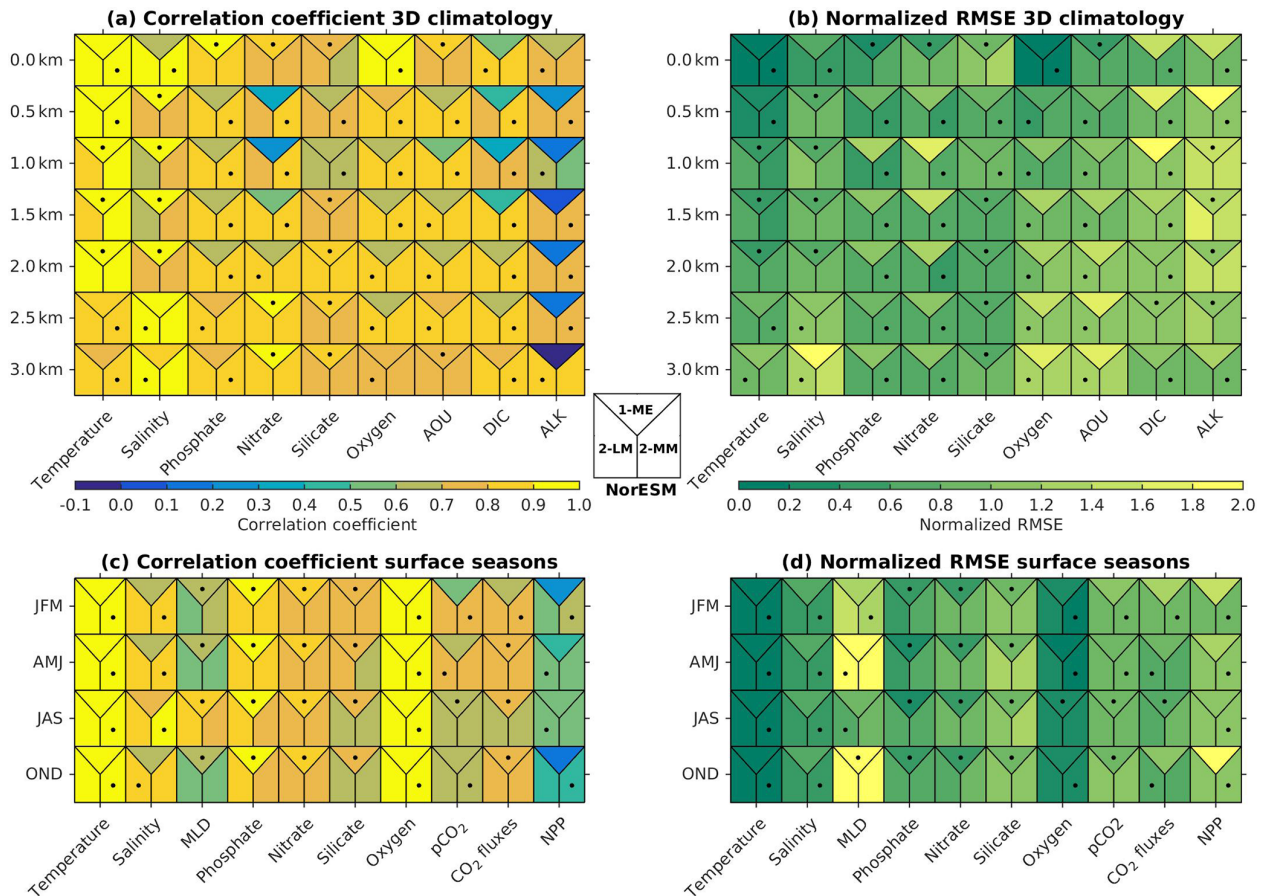 (a) Correlation coefficient 3D climatology
0.0 km
0.5 km
1.0 km
1.5 km
2.0 km
2.5 km
3.0 km
Temperature
Salinity
Phosphate
Nitrate
Silicate
Oxygen
AOU
DIC
ALK
-0.1 0.0 0.1 0.2 0.3 0.4 0.5 0.6 0.7 0.8 0.9 1.0
Correlation coefficient
1-ME
2-LM 2-MM
NorESM
(b) Normalized RMSE 3D climatology
0.0 km
0.5 km
1.0 km
1.5 km
2.0 km
2.5 km
3.0 km
Temperature
Salinity
Phosphate
Nitrate
Silicate
Oxygen
AOU
DIC
ALK
0.0 0.2 0.4 0.6 0.8 1.0 1.2 1.4 1.6 1.8 2.0
Normalized RMSE
(c) Correlation coefficient surface seasons
JFM
AMJ
JAS
OND
Temperature
Salinity
MLD
Phosphate
Nitrate
Silicate
Oxygen
pCO₂
CO₂ fluxes
NPP
(d) Normalized RMSE surface seasons
JFM
AMJ
JAS
OND
Temperature
Salinity
MLD
Phosphate
Nitrate
Silicate
Oxygen
pCO2
CO₂ fluxes
NPP